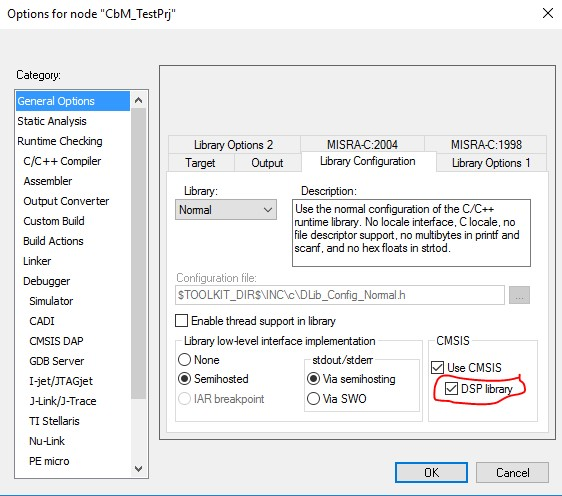 Options for node "CbM_TestPrj"
Category:
General Options
Static Analysis
Runtime Checking
C/C++ Compiler
Assembler
Output Converter
Custom Build
Build Actions
Linker
Debugger
Simulator
CADI
CMSIS DAP
GDB Server
I-jet/JTAGjet
J-Link/J-Trace
TI Stellaris
Nu-Link
PE micro
Library Options 2 MISRA-C:2004 MISRA-C:1998
Target Output Library Configuration Library Options 1
Library: Description:
Normal
Use the normal configuration of the C/C++
runtime library. No locale interface, C locale, no
file descriptor support, no multibytes in printf and
scanf, and no hex floats in strtod.
Configuration file:
$TOOLKIT_DIR$\INC\c\DLib_Config_Normal.h
...
Enable thread support in library
Library low-level interface implementation
None
Semihosted
IAR breakpoint
stdout/stderr
Via semihosting
Via SWO
CMSIS
Use CMSIS
DSP library
OK Cancel